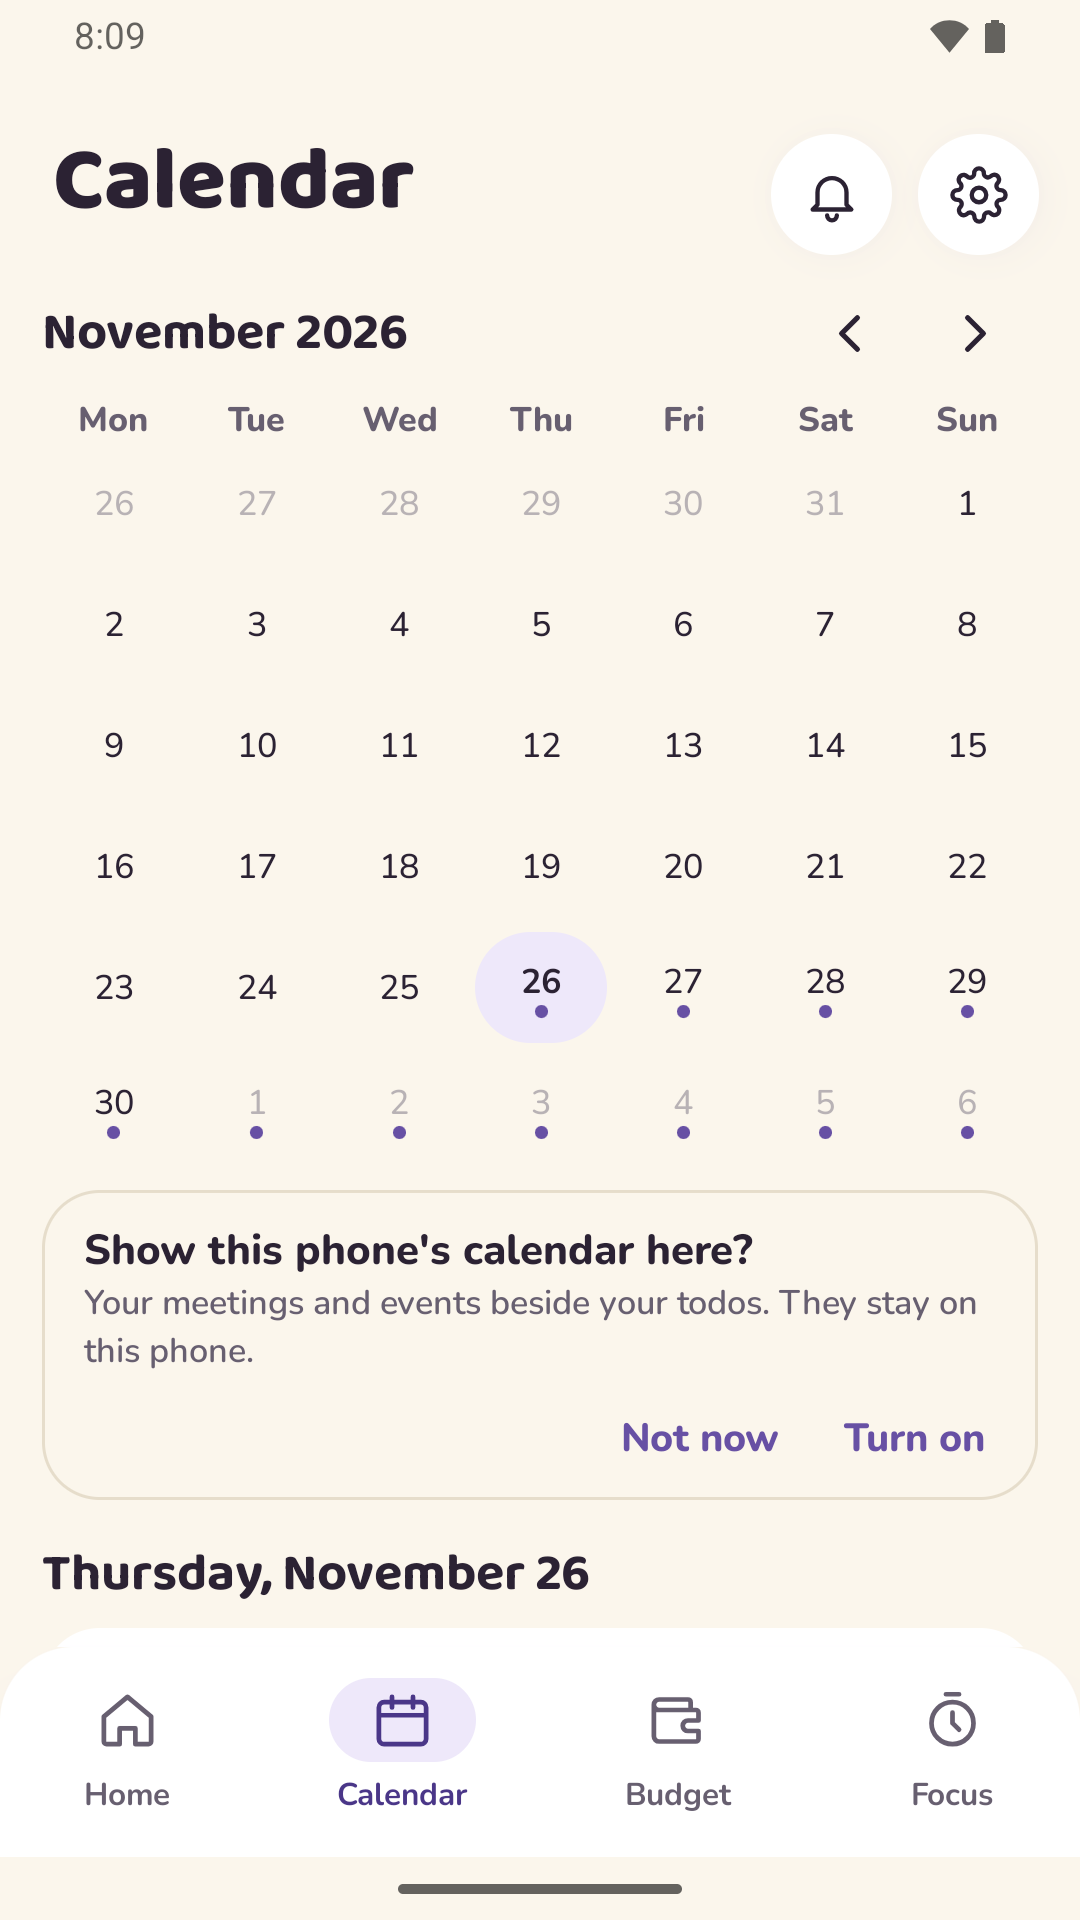 8:09
Calendar
November 2026
Mon Tue Wed Thu Fri Sat Sun
26 27 28 29 30 31 1
2 3 4 5 6 7 8
9 10 11 12 13 14 15
16 17 18 19 20 21 22
23 24 25 26 27 28 29
30 1 2 3 4 5 6
Show this phone's calendar here?
Your meetings and events beside your todos. They stay on
this phone.
Not now Turn on
Thursday, November 26
Home Calendar Budget Focus